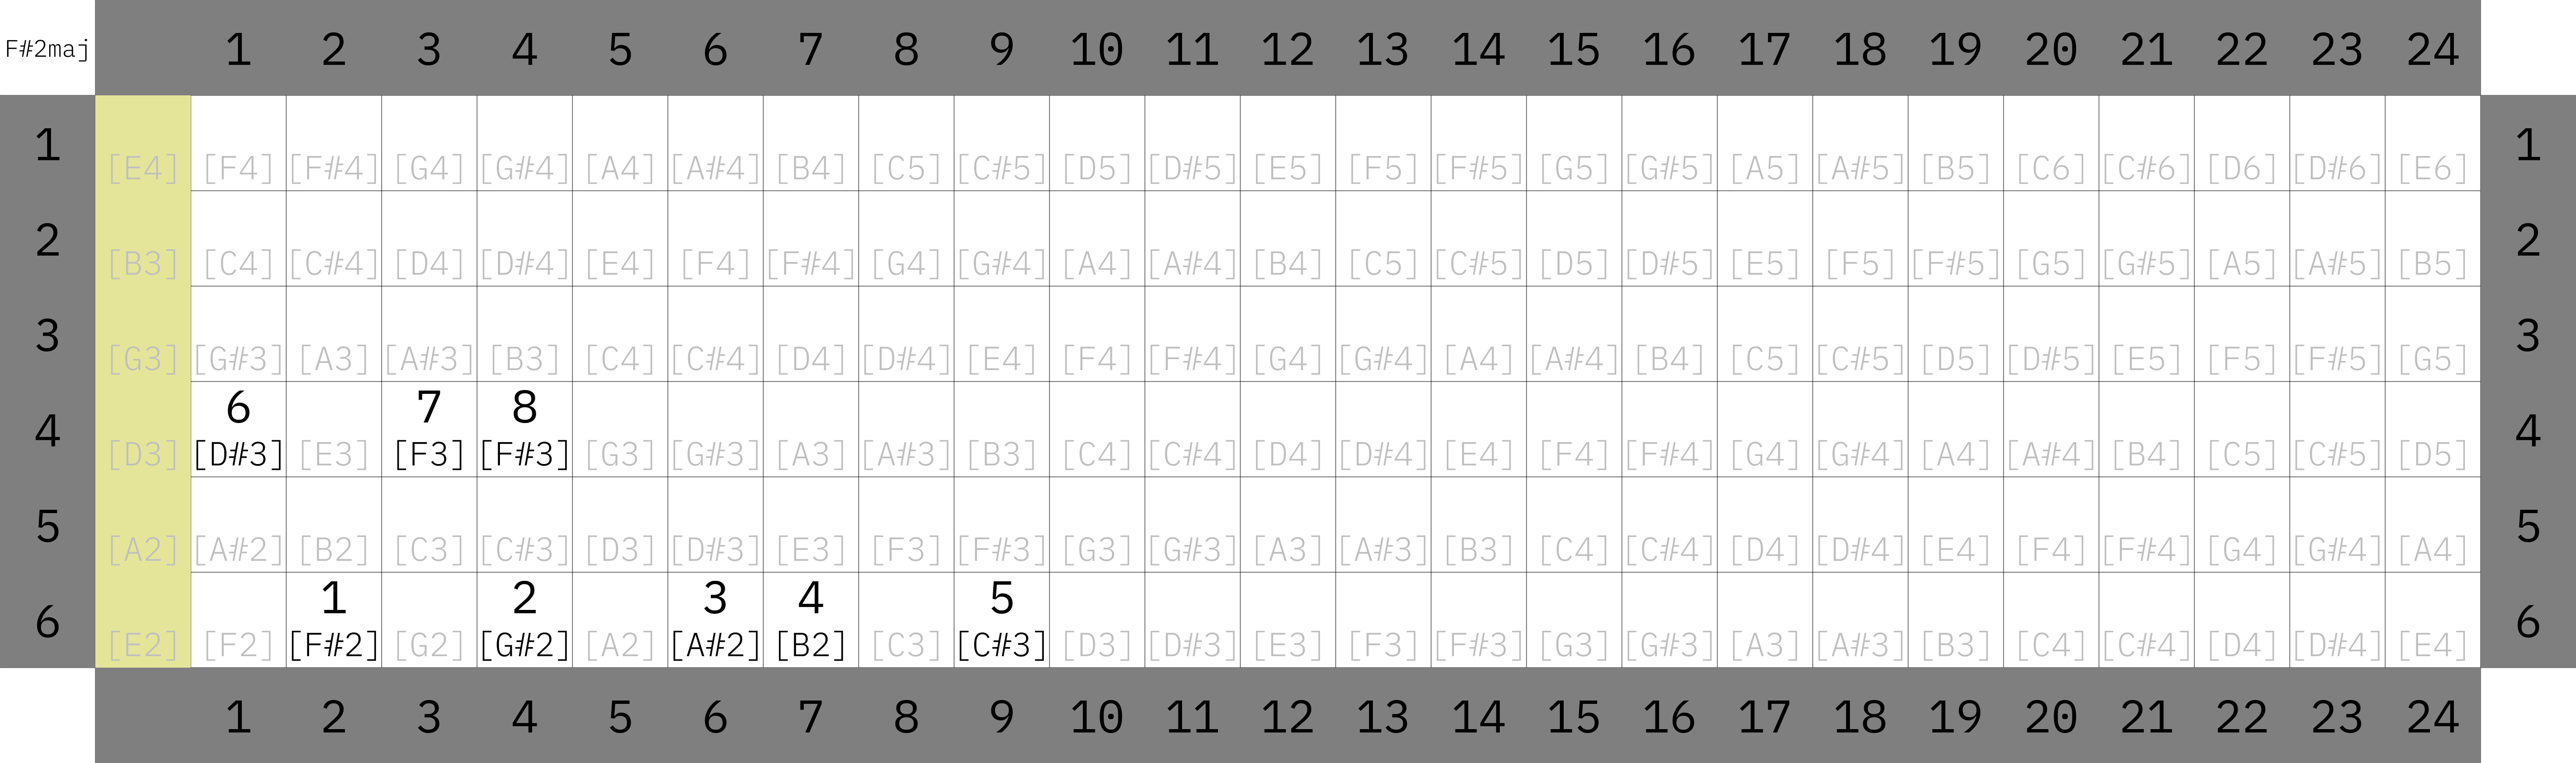 F#2maj 1 2 3 4 5 6 7 8 9 10 11 12 13 14 15 16 17 18 19 20 21 22 23 24
1 [E4] [F4] [F#4] [G4] [G#4] [A4] [A#4] [B4] [C5] [C#5] [D5] [D#5] [E5] [F5] [F#5] [G5] [G#5] [A5] [A#5] [B5] [C6] [C#6] [D6] [D#6] [E6] 1
2 [B3] [C4] [C#4] [D4] [D#4] [E4] [F4] [F#4] [G4] [G#4] [A4] [A#4] [B4] [C5] [C#5] [D5] [D#5] [E5] [F5] [F#5] [G5] [G#5] [A5] [A#5] [B5] 2
3 [G3] [G#3] [A3] [A#3] [B3] [C4] [C#4] [D4] [D#4] [E4] [F4] [F#4] [G4] [G#4] [A4] [A#4] [B4] [C5] [C#5] [D5] [D#5] [E5] [F5] [F#5] [G5] 3
6 7 8
4 [D3] [D#3] [E3] [F3] [F#3] [G3] [G#3] [A3] [A#3] [B3] [C4] [C#4] [D4] [D#4] [E4] [F4] [F#4] [G4] [G#4] [A4] [A#4] [B4] [C5] [C#5] [D5] 4
5 [A2] [A#2] [B2] [C3] [C#3] [D3] [D#3] [E3] [F3] [F#3] [G3] [G#3] [A3] [A#3] [B3] [C4] [C#4] [D4] [D#4] [E4] [F4] [F#4] [G4] [G#4] [A4] 5
1 2 3 4 5
6 [E2] [F2] [F#2] [G2] [G#2] [A2] [A#2] [B2] [C3] [C#3] [D3] [D#3] [E3] [F3] [F#3] [G3] [G#3] [A3] [A#3] [B3] [C4] [C#4] [D4] [D#4] [E4] 6
1 2 3 4 5 6 7 8 9 10 11 12 13 14 15 16 17 18 19 20 21 22 23 24